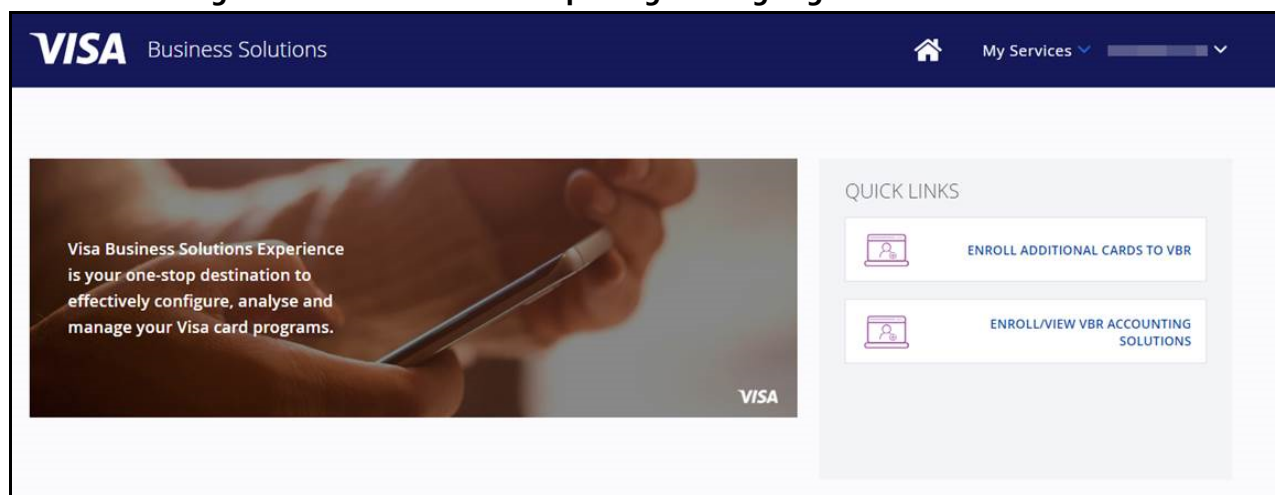 VISA Business Solutions
My Services
Visa Business Solutions Experience
is your one-stop destination to
effectively configure, analyse and
manage your Visa card programs.
VISA
QUICK LINKS
ENROLL ADDITIONAL CARDS TO VBR
ENROLL/VIEW VBR ACCOUNTING
SOLUTIONS